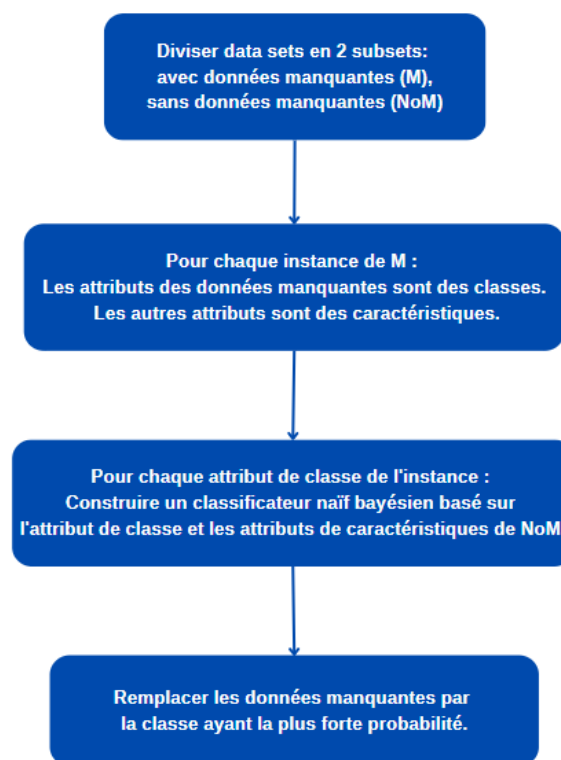 Diviser data sets en 2 subsets:
avec données manquantes (M),
sans données manquantes (NoM)
Pour chaque instance de M :
Les attributs des données manquantes sont des classes.
Les autres attributs sont des caractéristiques.
Pour chaque attribut de classe de l'instance :
Construire un classificateur naïf bayésien basé sur
l'attribut de classe et les attributs de caractéristiques de NoM
Remplacer les données manquantes par
la classe ayant la plus forte probabilité.